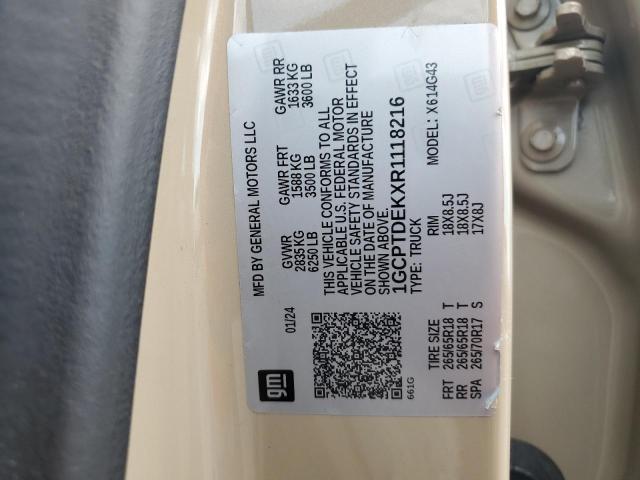 MFD BY GENERAL MOTORS LLC
01/24
GVWR
2835 KG
6250 LB
GAWR FRT
1588 KG
3500 LB
GAWR RR
1633 KG
3600 LB
THIS VEHICLE CONFORMS TO ALL
APPLICABLE U.S. FEDERAL MOTOR
VEHICLE SAFETY STANDARDS IN EFFECT
ON THE DATE OF MANUFACTURE
SHOWN ABOVE.
1GCPTDEKXR1118216
TYPE: TRUCK
MODEL: X614G43
gm
661G
TIRE SIZE
RIM
FRT 265/65R18 T 18X8.5J
RR 265/65R18 T 18X8.5J
SPA 265/70R17 S 17X8J